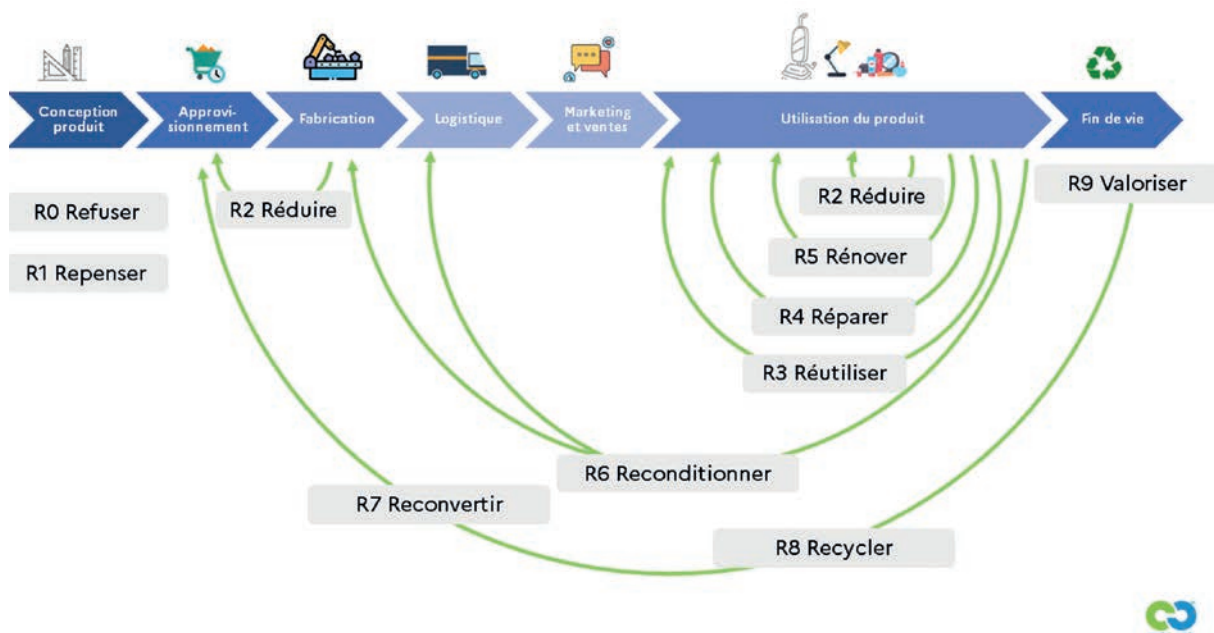 Conception
produit
Approvi-
sionnement
Fabrication
Logistique
Marketing
et ventes
Utilisation du produit
Fin de vie
R0 Refuser
R1 Repenser
R2 Réduire
R2 Réduire
R9 Valoriser
R5 Rénover
R4 Réparer
R3 Réutiliser
R6 Reconditionner
R7 Reconvertir
R8 Recycler